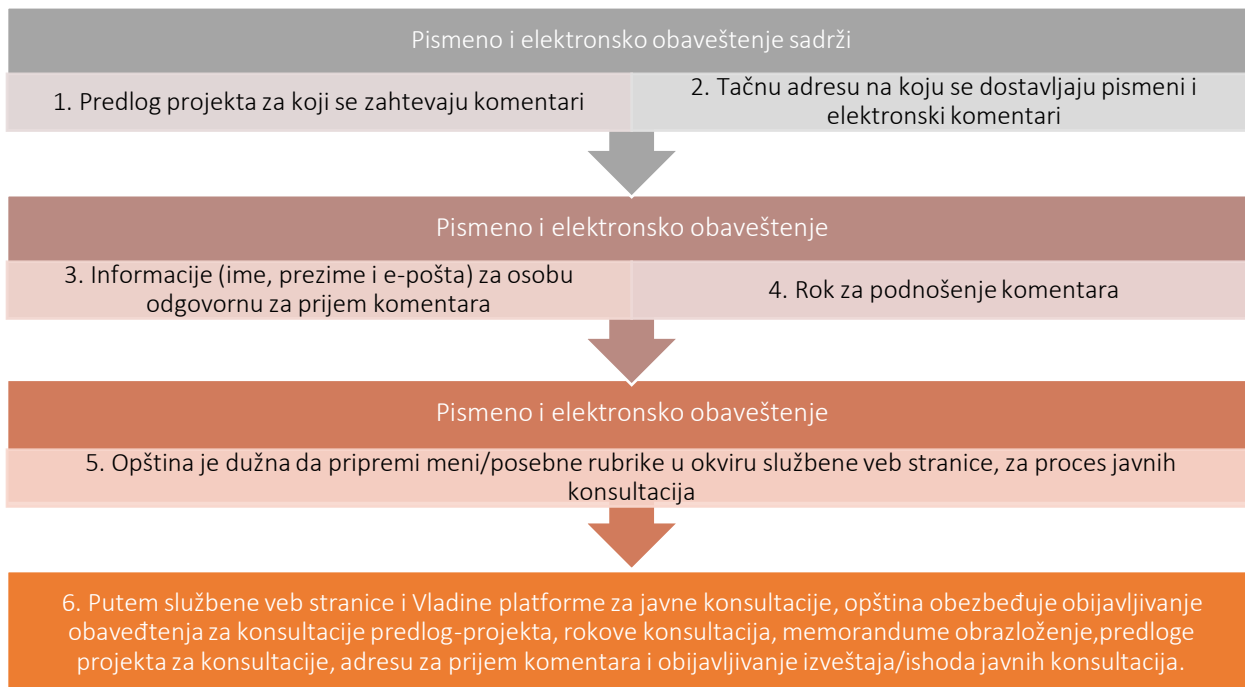 Pismeno i elektronsko obaveštenje sadrži
1. Predlog projekta za koji se zahtevaju komentari
2. Tačnu adresu na koju se dostavljaju pismeni i
elektronski komentari
Pismeno i elektronsko obaveštenje
3. Informacije (ime, prezime i e-pošta) za osobu
odgovornu za prijem komentara
4. Rok za podnošenje komentara
Pismeno i elektronsko obaveštenje
5. Opština je dužna da pripremi meni/posebne rubrike u okviru službene veb stranice, za proces javnih
konsultacija
6. Putem službene veb stranice i Vladine platforme za javne konsultacije, opština obezbeđuje obijavljivanje
obaveđtenja za konsultacije predlog-projekta, rokove konsultacija, memorandume obrazloženje,predloge
projekta za konsultacije, adresu za prijem komentara i obijavljivanje izveštaja/ishoda javnih konsultacija.